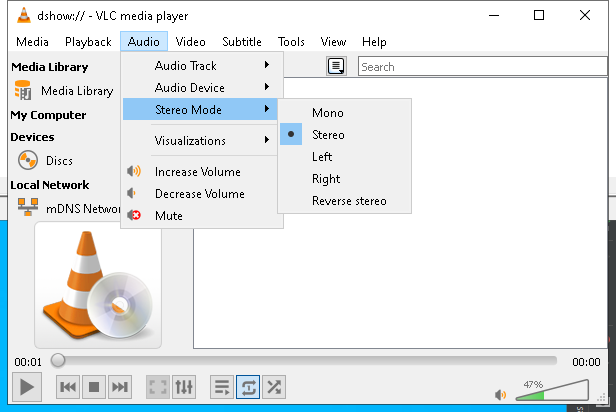 dshow:// - VLC media player
Media Playback Audio Video Subtitle Tools View Help
Media Library
Media Library
My Computer
Devices
Discs
Local Network
mDNS Networ
Audio Track
Audio Device
Stereo Mode
Visualizations
Increase Volume
Decrease Volume
Mute
Mono
Stereo
Left
Right
Reverse stereo
Search
00:01
00:00
47%